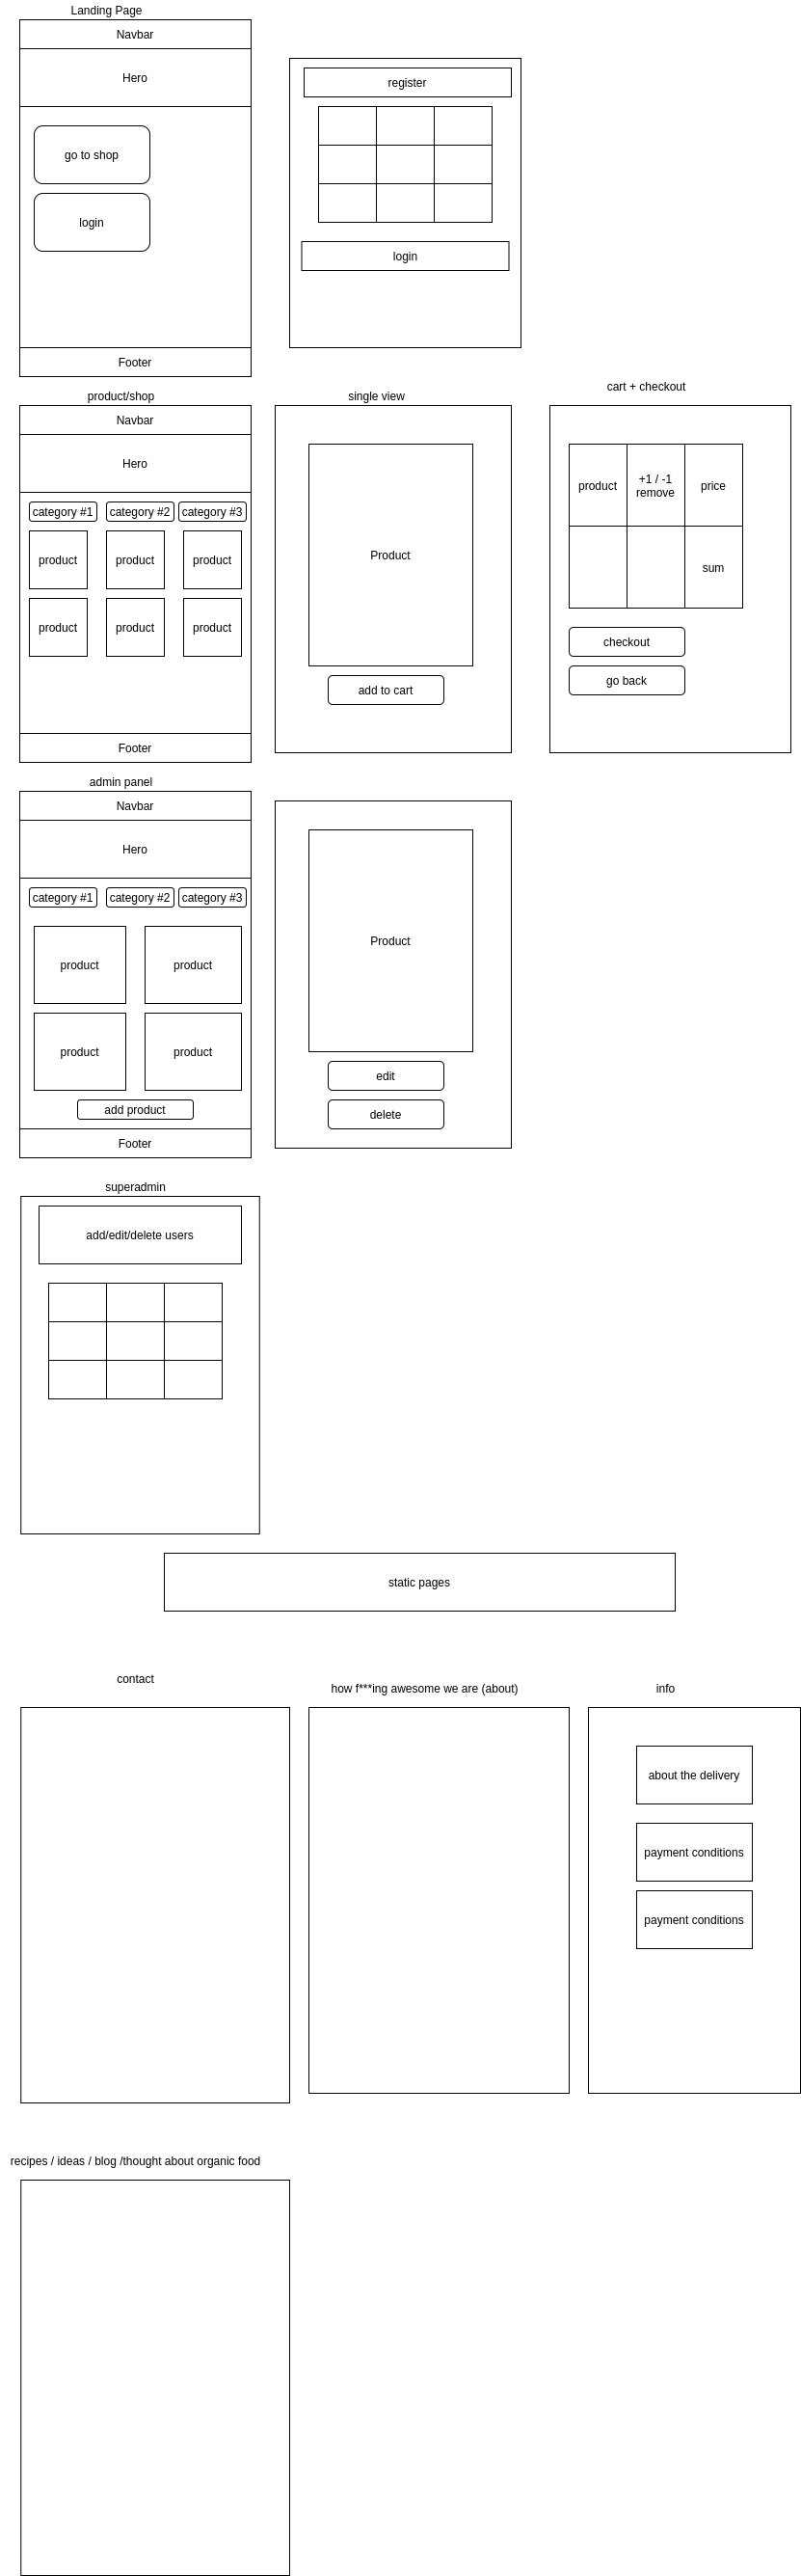 Landing Page
Navbar
Hero
go to shop
login
Footer
register
login
product/shop
Navbar
Hero
category #1 category #2 category #3
product product product
product product product
Footer
single view
Product
add to cart
cart + checkout
product
+1 / -1
remove
price
sum
checkout
go back
admin panel
Navbar
Hero
category #1 category #2 category #3
product product
product product
add product
Footer
Product
edit
delete
superadmin
add/edit/delete users
static pages
contact
how f***ing awesome we are (about)
info
about the delivery
payment conditions
payment conditions
recipes / ideas / blog /thought about organic food